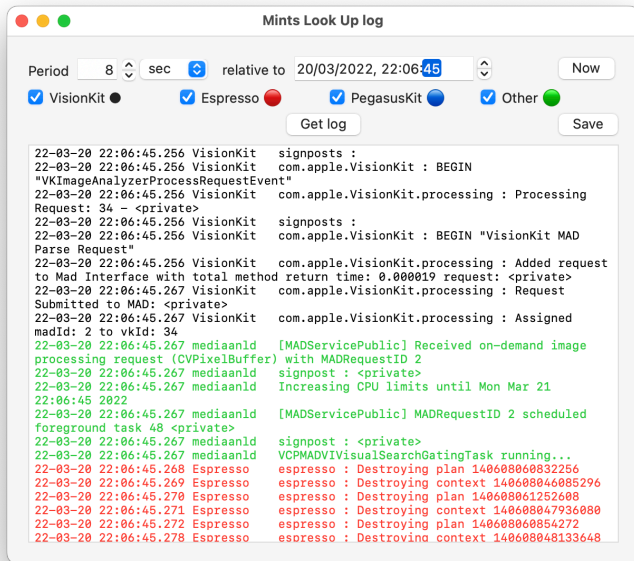 Mints Look Up log
Period 8 sec relative to 20/03/2022, 22:06:45 Now
VisionKit Espresso PegasusKit Other
Get log Save
22-03-20 22:06:45.256 VisionKit signposts :
22-03-20 22:06:45.256 VisionKit com.apple.VisionKit : BEGIN
"VKImageAnalyzerProcessRequestEvent"
22-03-20 22:06:45.256 VisionKit com.apple.VisionKit.processing : Processing
Request: 34 — <private>
22-03-20 22:06:45.256 VisionKit signposts :
22-03-20 22:06:45.256 VisionKit com.apple.VisionKit : BEGIN "VisionKit MAD
Parse Request"
22-03-20 22:06:45.256 VisionKit com.apple.VisionKit.processing : Added request
to Mad Interface with total method return time: 0.000019 request: <private>
22-03-20 22:06:45.267 VisionKit com.apple.VisionKit.processing : Request
Submitted to MAD: <private>
22-03-20 22:06:45.267 VisionKit com.apple.VisionKit.processing : Assigned
madId: 2 to vkId: 34
22-03-20 22:06:45.267 mediaanld [MADServicePublic] Received on-demand image
processing request (CVPixelBuffer) with MADRequestID 2
22-03-20 22:06:45.267 mediaanld signpost : <private>
22-03-20 22:06:45.267 mediaanld Increasing CPU limits until Mon Mar 21
22:06:45 2022
22-03-20 22:06:45.267 mediaanld [MADServicePublic] MADRequestID 2 scheduled
foreground task 48 <private>
22-03-20 22:06:45.267 mediaanld signpost : <private>
22-03-20 22:06:45.267 mediaanld VCPMADVIVisualSearchGatingTask running...
22-03-20 22:06:45.268 Espresso espresso : Destroying plan 140608060832256
22-03-20 22:06:45.269 Espresso espresso : Destroying context 140608046085296
22-03-20 22:06:45.270 Espresso espresso : Destroying plan 140608061252608
22-03-20 22:06:45.271 Espresso espresso : Destroying context 140608047936080
22-03-20 22:06:45.272 Espresso espresso : Destroying plan 140608060854272
22-03-20 22:06:45.278 Espresso espresso : Destroying context 140608048133648